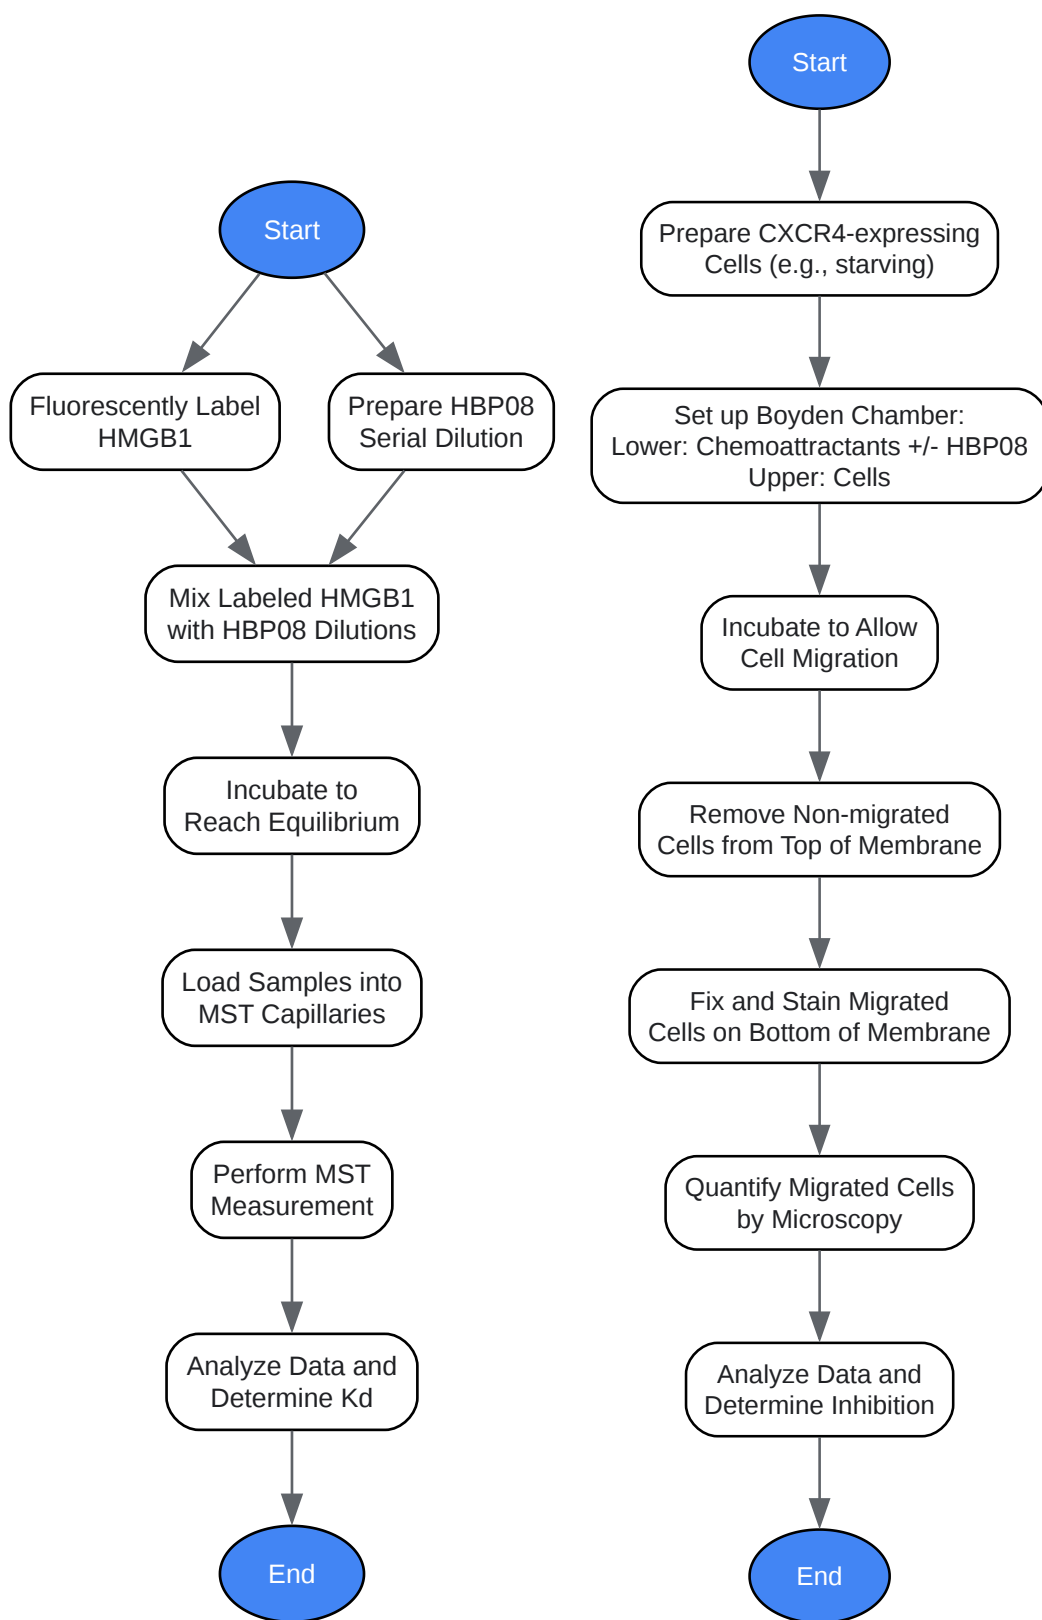 Start
Fluorescently Label
HMGB1
Prepare HBP08
Serial Dilution
Mix Labeled HMGB1
with HBP08 Dilutions
Incubate to
Reach Equilibrium
Load Samples into
MST Capillaries
Perform MST
Measurement
Analyze Data and
Determine Kd
End
Start
Prepare CXCR4-expressing
Cells (e.g., starving)
Set up Boyden Chamber:
Lower: Chemoattractants +/- HBP08
Upper: Cells
Incubate to Allow
Cell Migration
Remove Non-migrated
Cells from Top of Membrane
Fix and Stain Migrated
Cells on Bottom of Membrane
Quantify Migrated Cells
by Microscopy
Analyze Data and
Determine Inhibition
End